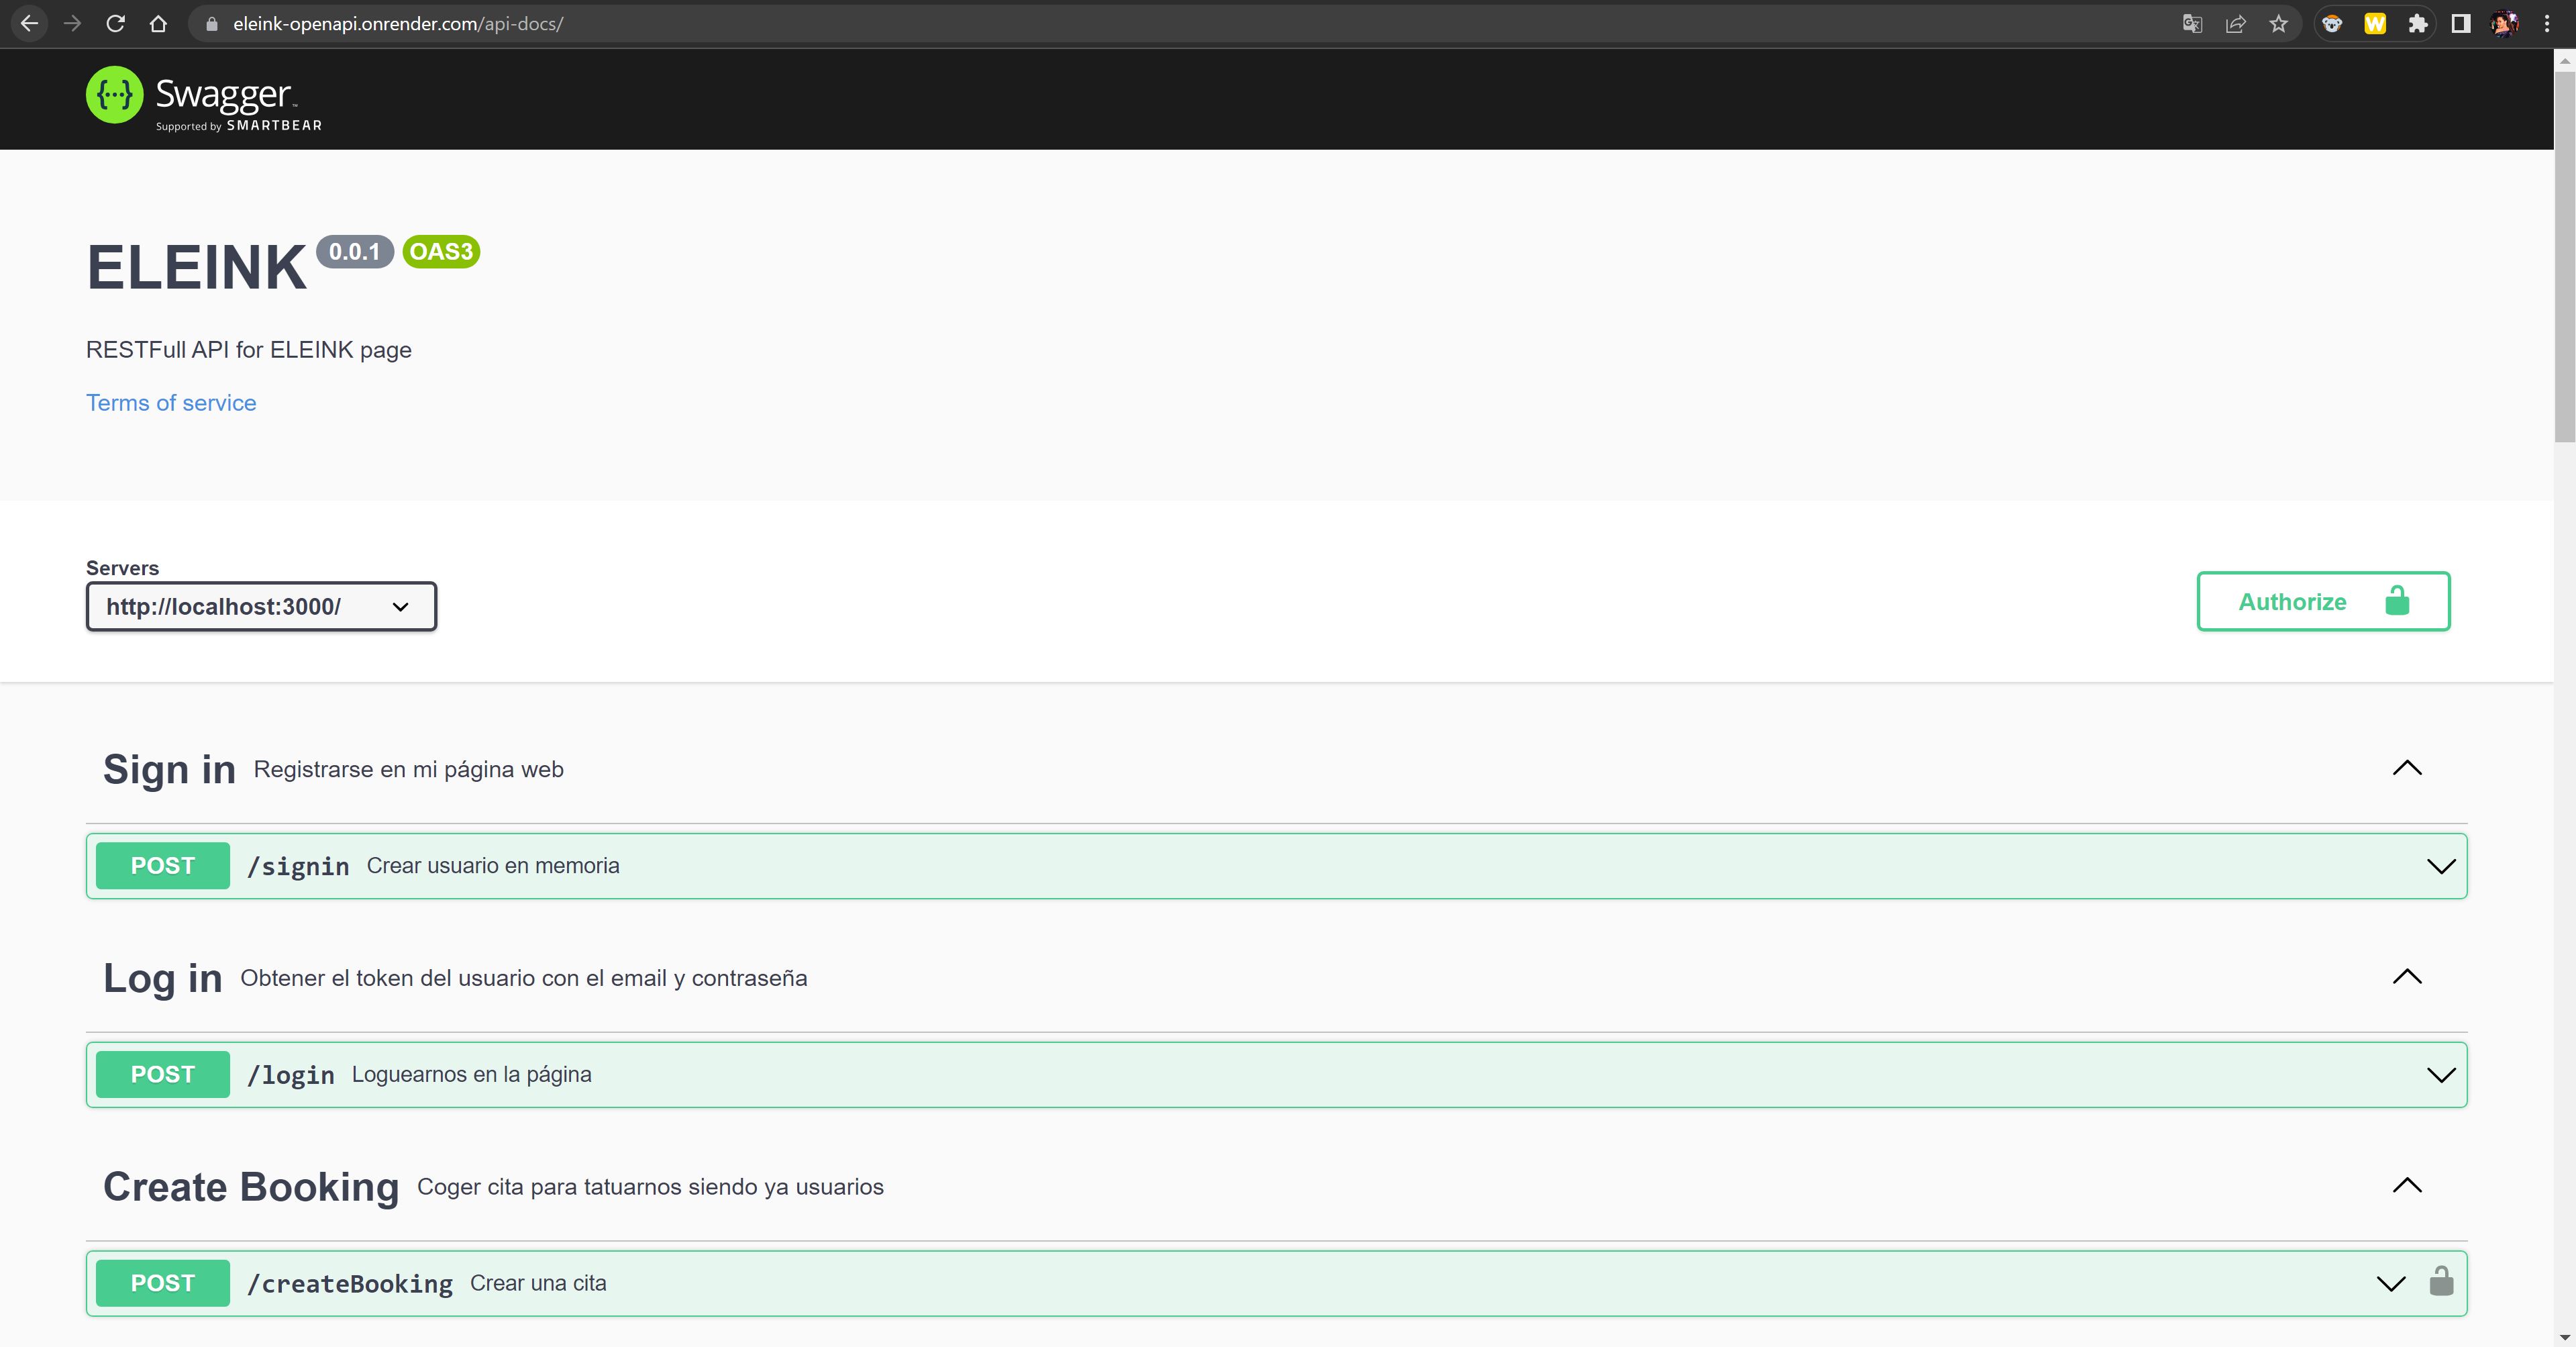 eleink-openapi.onrender.com/api-docs/
{···} Swagger™
Supported by SMARTBEAR
ELEINK 0.0.1 OAS3
RESTFull API for ELEINK page
Terms of service
Servers
http://localhost:3000/
Authorize
Sign in Registrarse en mi página web
POST /signin Crear usuario en memoria
Log in Obtener el token del usuario con el email y contraseña
POST /login Loguearnos en la página
Create Booking Coger cita para tatuarnos siendo ya usuarios
POST /createBooking Crear una cita